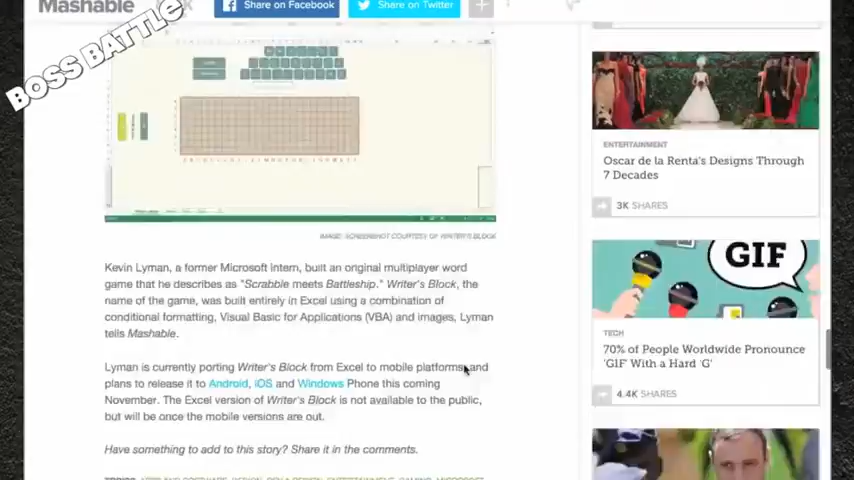 Mashable
Share on Facebook
Share on Twitter
BOSS BATTLE
IMAGE: SCREENSHOT COURTESY OF WRITER'S BLOCK
Kevin Lyman, a former Microsoft intern, built an original multiplayer word
game that he describes as "Scrabble meets Battleship." Writer's Block, the
name of the game, was built entirely in Excel using a combination of
conditional formatting, Visual Basic for Applications (VBA) and images, Lyman
tells Mashable.
Lyman is currently porting Writer's Block from Excel to mobile platforms and
plans to release it to Android, iOS and Windows Phone this coming
November. The Excel version of Writer's Block is not available to the public,
but will be once the mobile versions are out.
Have something to add to this story? Share it in the comments.
ENTERTAINMENT
Oscar de la Renta's Designs Through
7 Decades
3K SHARES
GIF
TECH
70% of People Worldwide Pronounce
'GIF' With a Hard 'G'
4.4K SHARES